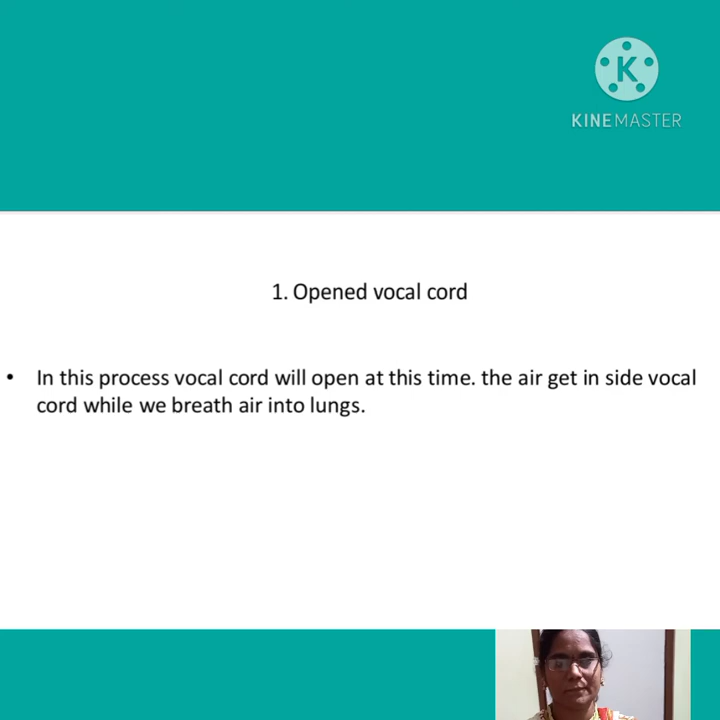 K
KINEMASTER
1. Opened vocal cord
• In this process vocal cord will open at this time. the air get in side vocal
cord while we breath air into lungs.